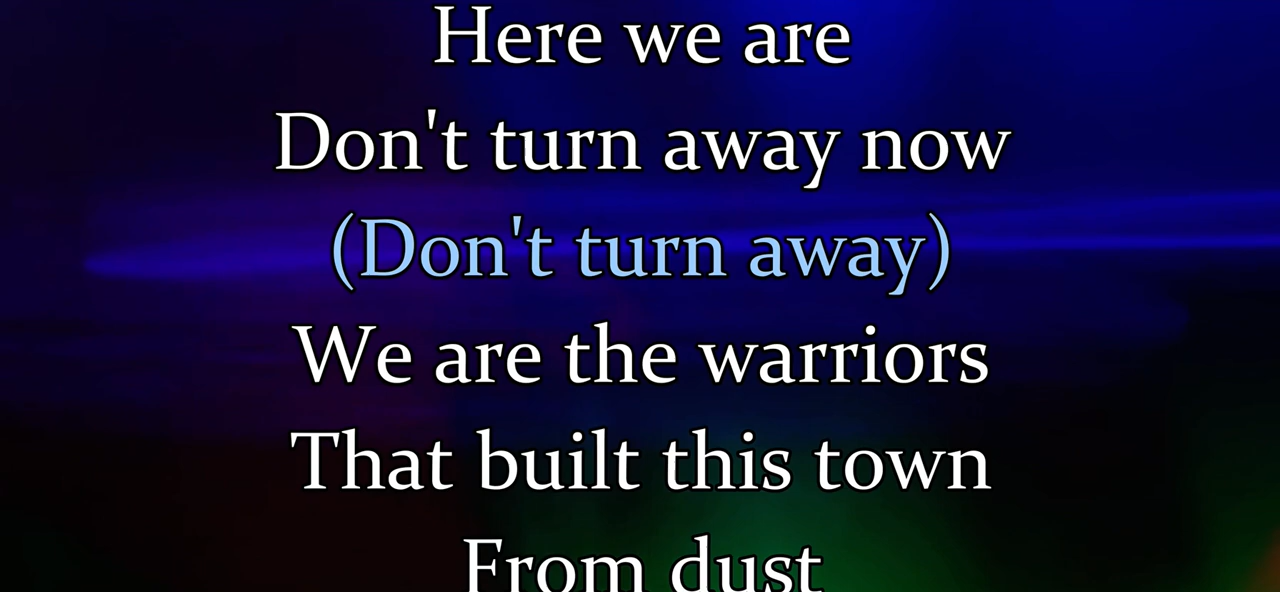 Here we are
Don't turn away now
(Don't turn away)
We are the warriors
That built this town
From dust